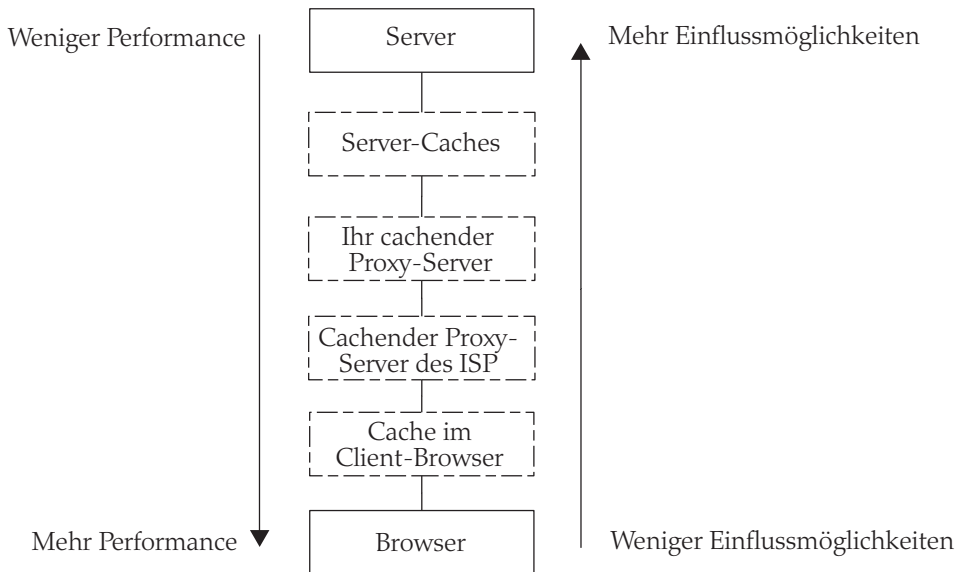 Weniger Performance
Server
Mehr Einflussmöglichkeiten
Server-Caches
Ihr cachender
Proxy-Server
Cachender Proxy-
Server des ISP
Cache im
Client-Browser
Mehr Performance
Browser
Weniger Einflussmöglichkeiten